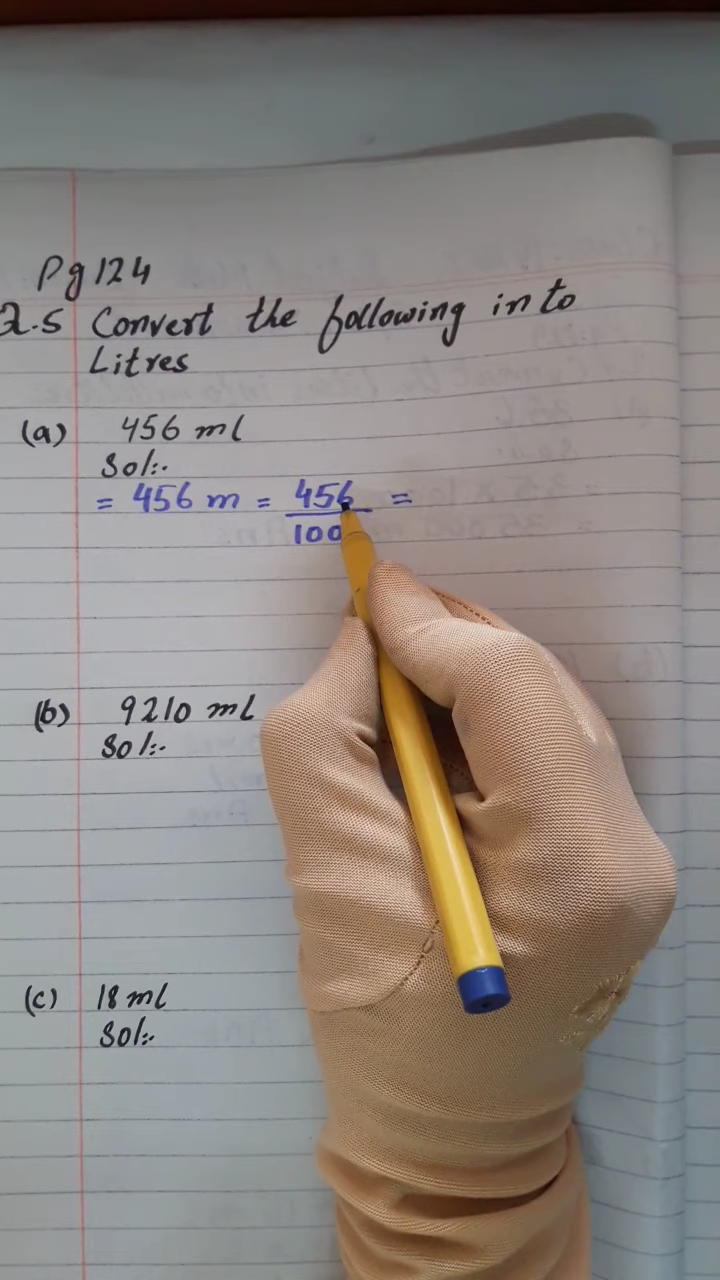 Pg 124
Q.5 Convert the following into
Litres
(a) 456 ml
Sol:-
= 456 m = 456 =
100
(b) 9210 ml
Sol:-
(c) 18 ml
Sol:-